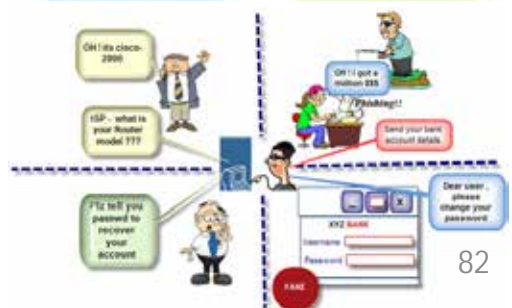 OH ! its cisco-
2900
ISP - what is
your Router
model ???
OH ! I got a
million $$$
Phishing!!
Send your bank
account details
Plz tell you
passwd to
recover
your
account
Dear user ,
please
change your
password
XYZ BANK
Username
Password
FAKE
82